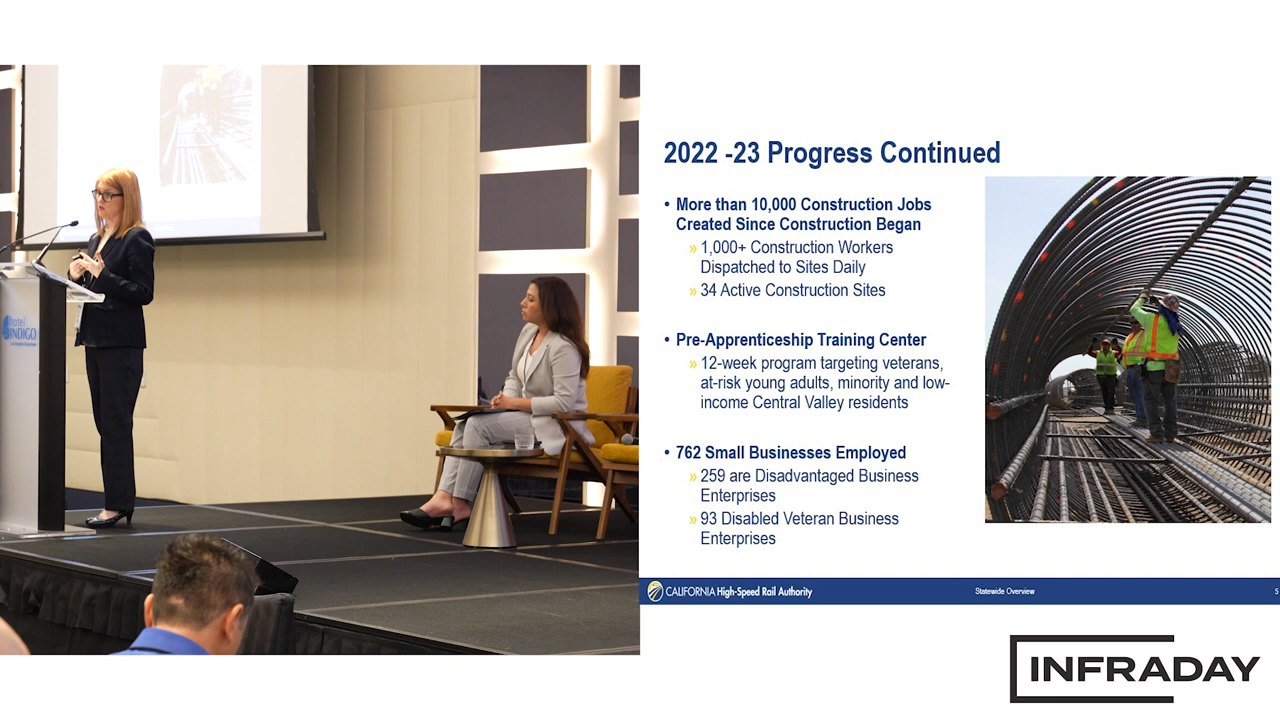 hotel
INDIGO
2022 -23 Progress Continued
• More than 10,000 Construction Jobs
Created Since Construction Began
» 1,000+ Construction Workers
Dispatched to Sites Daily
» 34 Active Construction Sites
• Pre-Apprenticeship Training Center
» 12-week program targeting veterans,
at-risk young adults, minority and low-
income Central Valley residents
• 762 Small Businesses Employed
» 259 are Disadvantaged Business
Enterprises
» 93 Disabled Veteran Business
Enterprises
CALIFORNIA High-Speed Rail Authority
Statewide Overview
5
INFRADAY